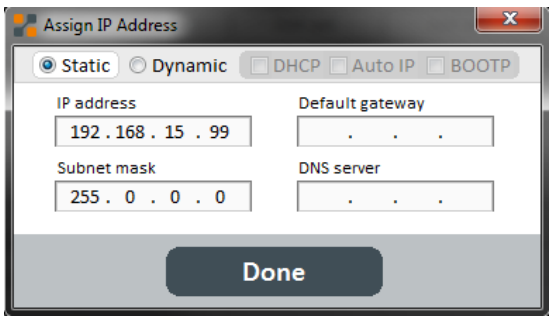 Assign IP Address
Static Dynamic DHCP Auto IP BOOTP
IP address Default gateway
192 . 168 . 15 . 99 . . .
Subnet mask DNS server
255 . 0 . 0 . 0 . . .
Done